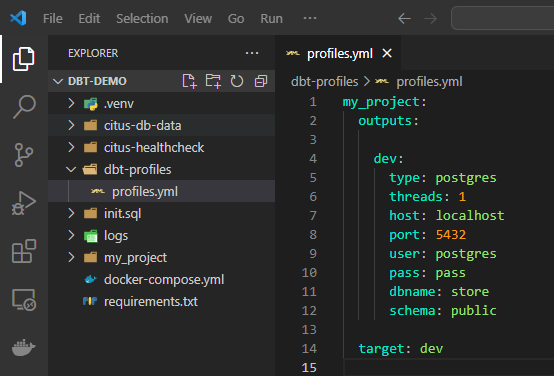 File Edit Selection View Go Run ...
EXPLORER
...
DBT-DEMO
.venv
citus-db-data
citus-healthcheck
dbt-profiles
profiles.yml
init.sql
logs
my_project
docker-compose.yml
requirements.txt
profiles.yml
dbt-profiles > profiles.yml
1 my_project:
2 outputs:
3
4 dev:
5 type: postgres
6 threads: 1
7 host: localhost
8 port: 5432
9 user: postgres
10 pass: pass
11 dbname: store
12 schema: public
13
14 target: dev
15